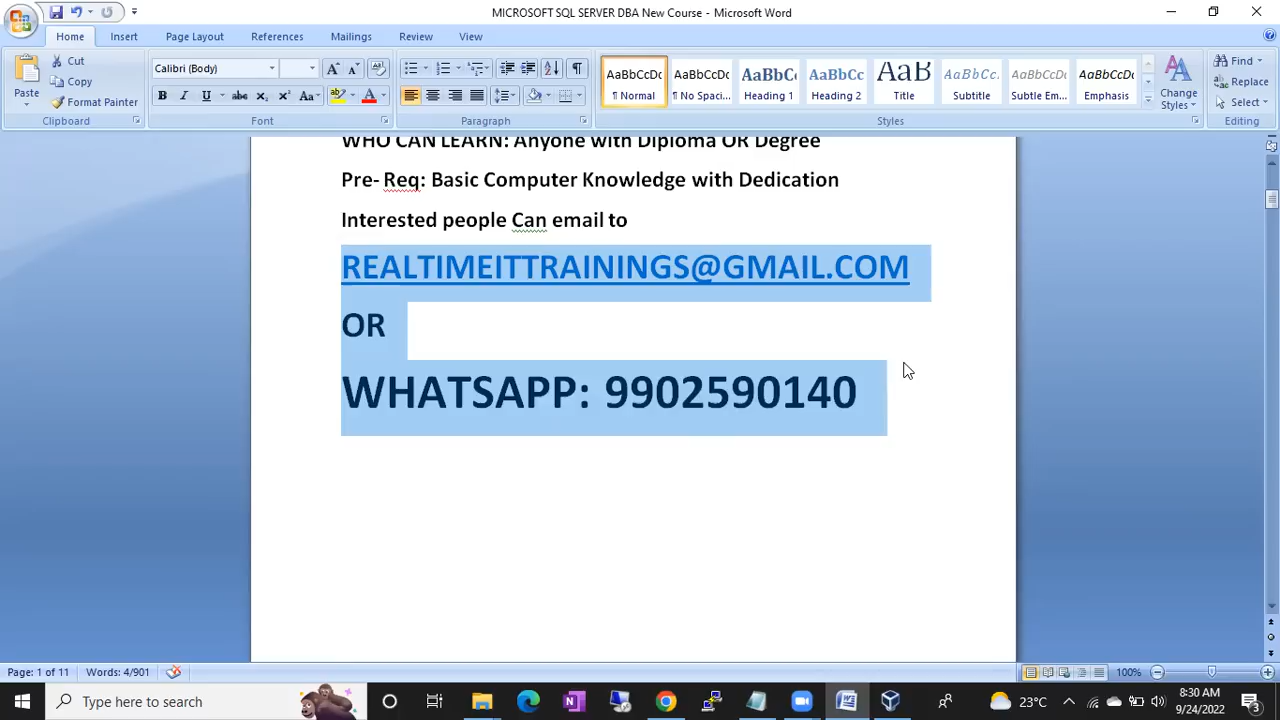 MICROSOFT SQL SERVER DBA New Course - Microsoft Word
Home Insert Page Layout References Mailings Review View
Paste
Cut
Copy
Format Painter
Clipboard
Calibri (Body)
Font
Paragraph
AaBbCcDc AaBbCcDc AaBbCc AaBbCc AaB AaBbCc. AaBbCcDc AaBbCcDc
¶ Normal ¶ No Spaci... Heading 1 Heading 2 Title Subtitle Subtle Em... Emphasis
Change Styles
Styles
Find
Replace
Select
Editing
WHO CAN LEARN: Anyone with Diploma OR Degree
Pre- Req: Basic Computer Knowledge with Dedication
Interested people Can email to
REALTIMEITTRAININGS@GMAIL.COM
OR
WHATSAPP: 9902590140
Page: 1 of 11 Words: 4/901 100%
Type here to search
23°C
8:30 AM
9/24/2022
3